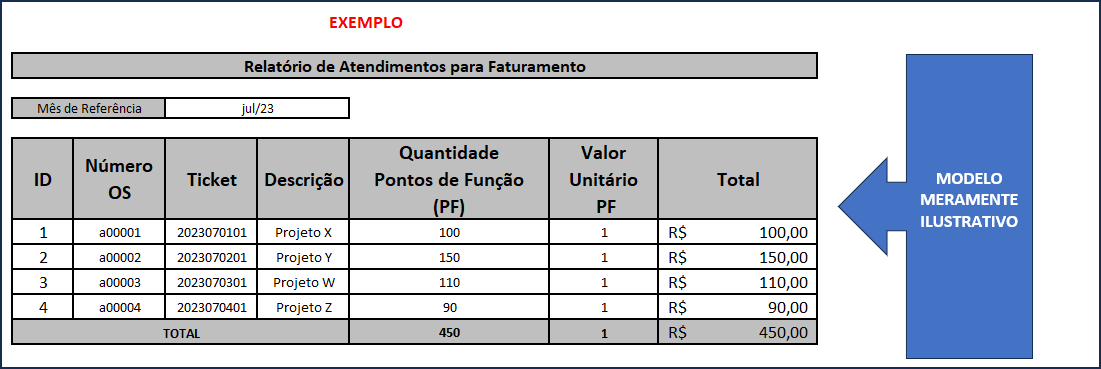 EXEMPLO
Relatório de Atendimentos para Faturamento
Mês de Referência jul/23
ID Número OS Ticket Descrição Quantidade Pontos de Função (PF) Valor Unitário PF Total
1 a00001 2023070101 Projeto X 100 1 R$ 100,00
2 a00002 2023070201 Projeto Y 150 1 R$ 150,00
3 a00003 2023070301 Projeto W 110 1 R$ 110,00
4 a00004 2023070401 Projeto Z 90 1 R$ 90,00
TOTAL 450 1 R$ 450,00
MODELO
MERAMENTE
ILUSTRATIVO